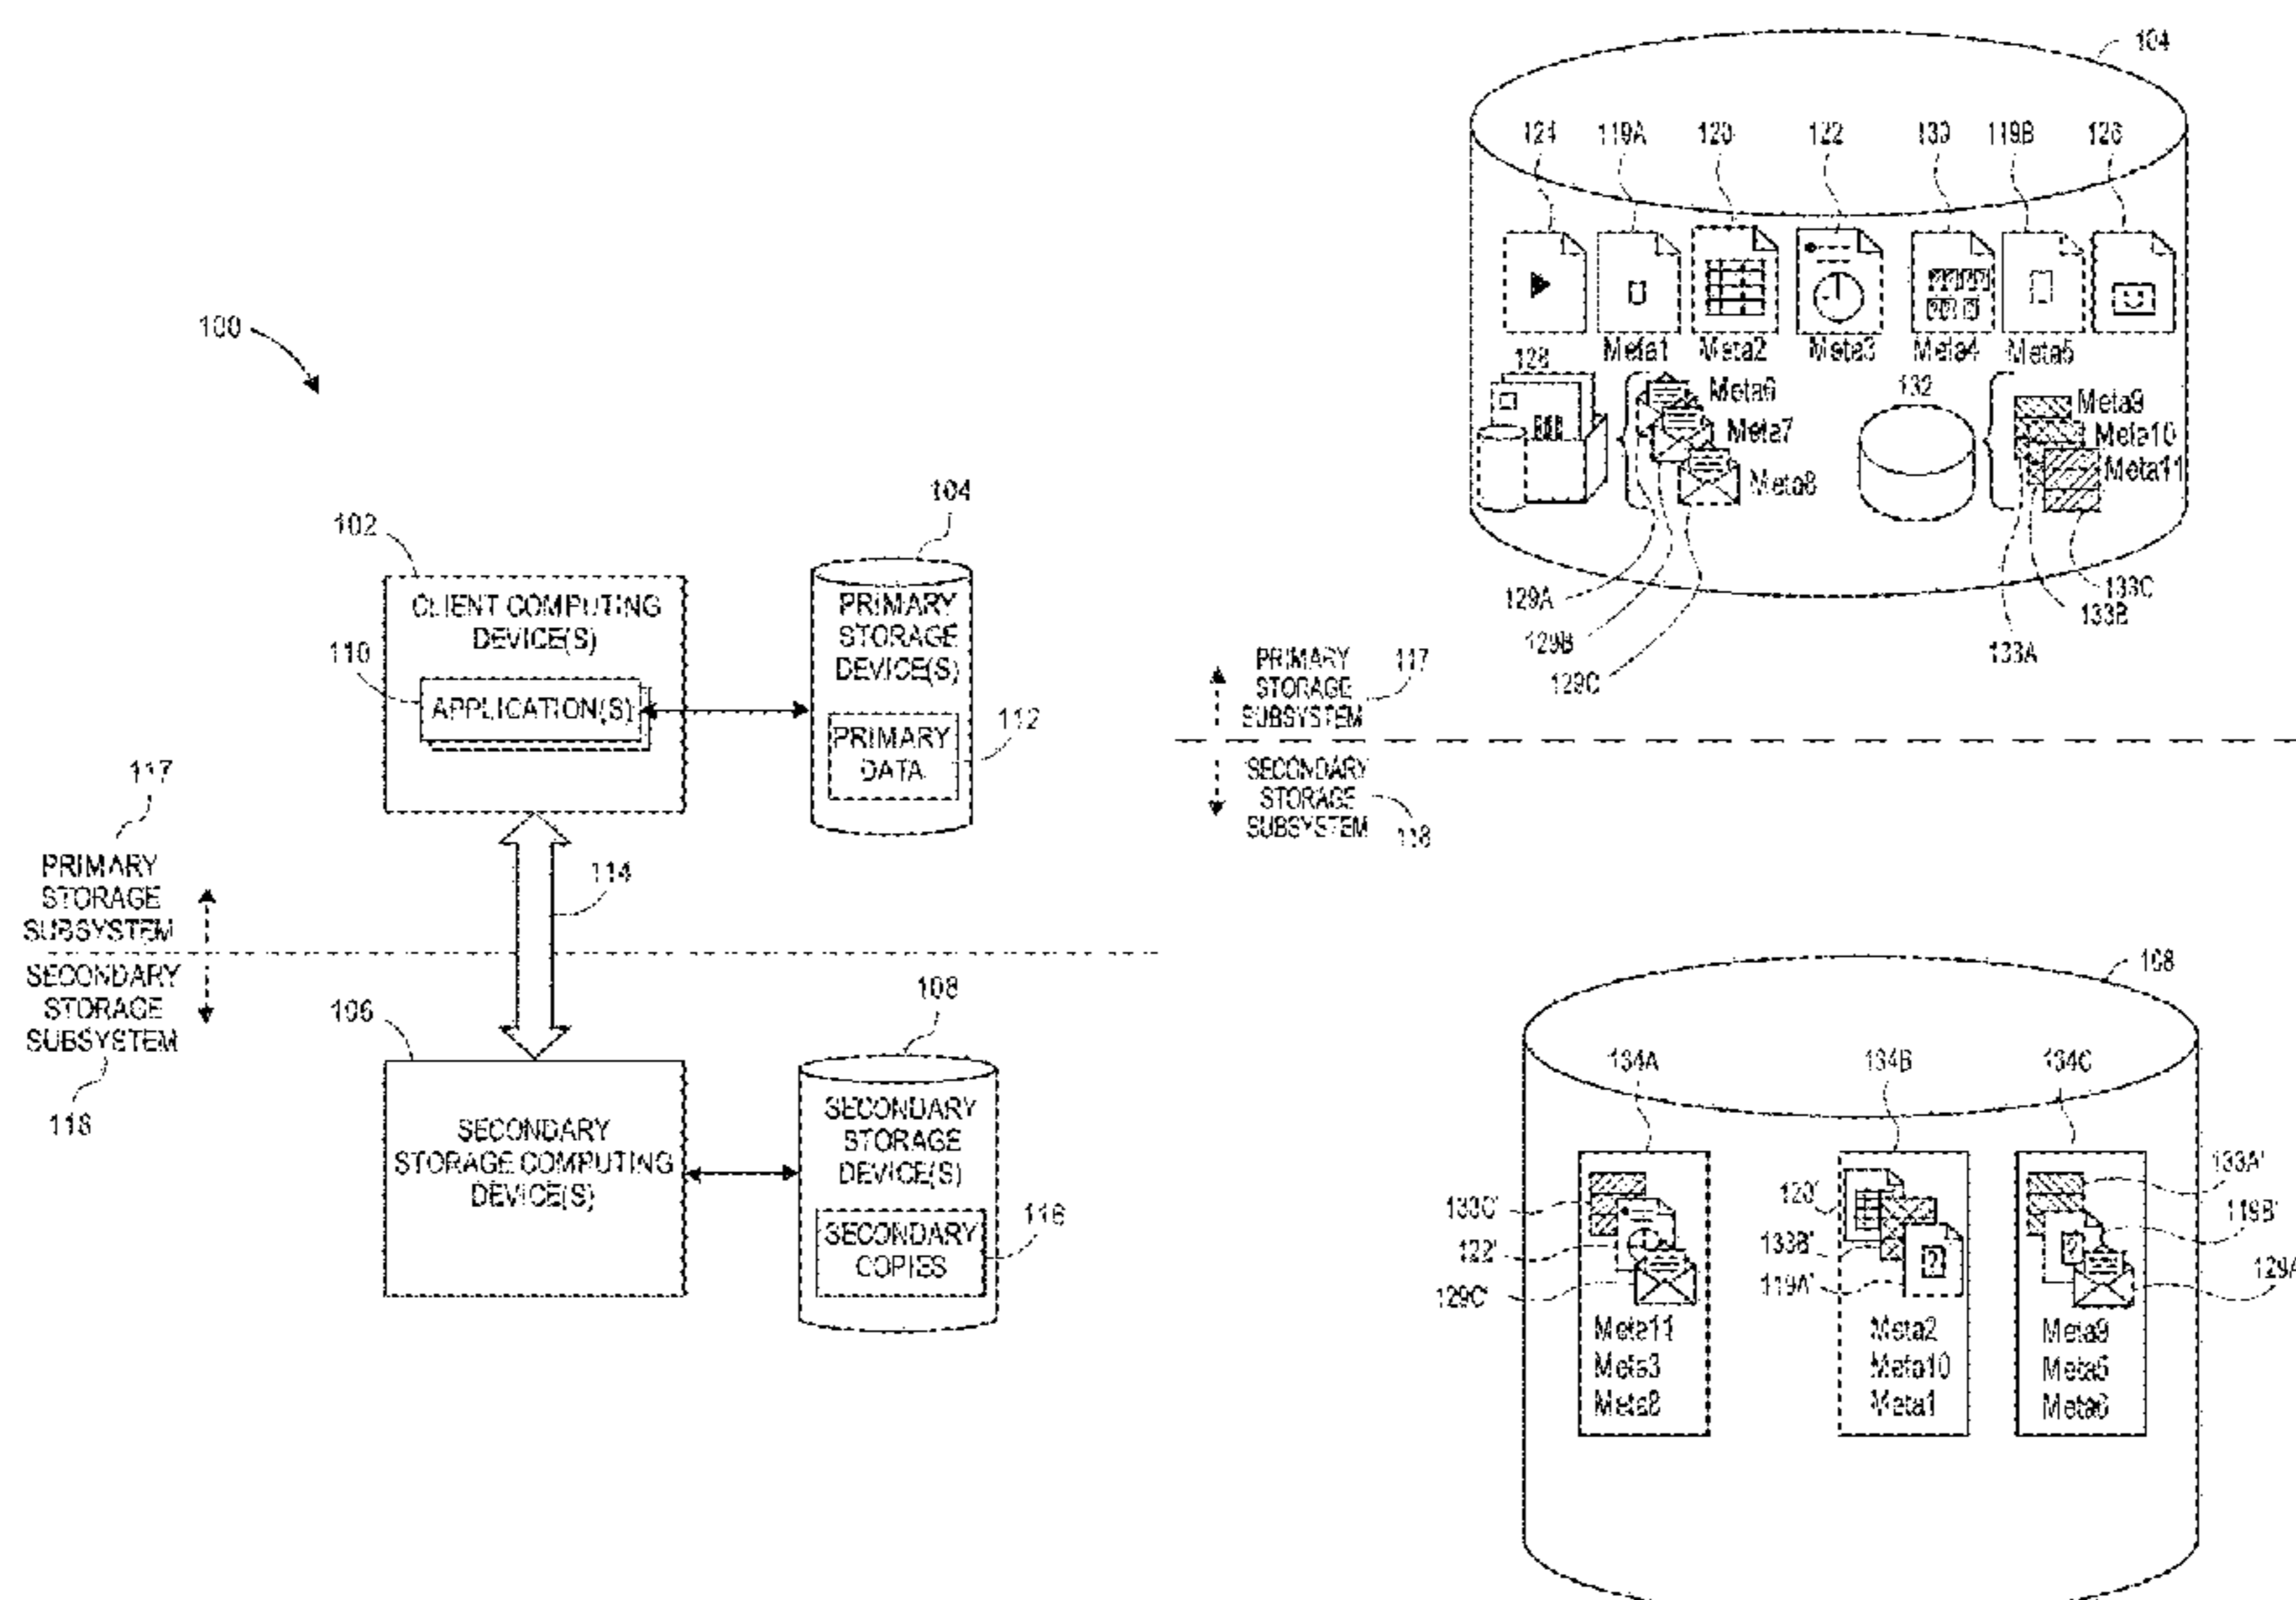 100
102
CLIENT COMPUTING
DEVICE(S)
110
APPLICATION(S)
104
PRIMARY
STORAGE
DEVICE(S)
PRIMARY
DATA
112
117
PRIMARY
STORAGE
SUBSYSTEM
114
SECONDARY
STORAGE
SUBSYSTEM
118
106
SECONDARY
STORAGE COMPUTING
DEVICE(S)
108
SECONDARY
STORAGE
DEVICE(S)
SECONDARY
COPIES
116
104
124 119A 120 122 130 119B 126
Meta1 Meta2 Meta3 Meta4 Meta5
128
Meta6
Meta7
Meta8
132
Meta9
Meta10
Meta11
129A
129B
129C
133C
133B
133A
PRIMARY
STORAGE
SUBSYSTEM
117
SECONDARY
STORAGE
SUBSYSTEM
118
108
134A 134B 134C
133C'
122'
129C'
Meta11
Meta3
Meta8
120'
133B'
119A'
Meta2
Meta10
Meta1
133A'
119B'
129A
Meta9
Meta5
Meta6